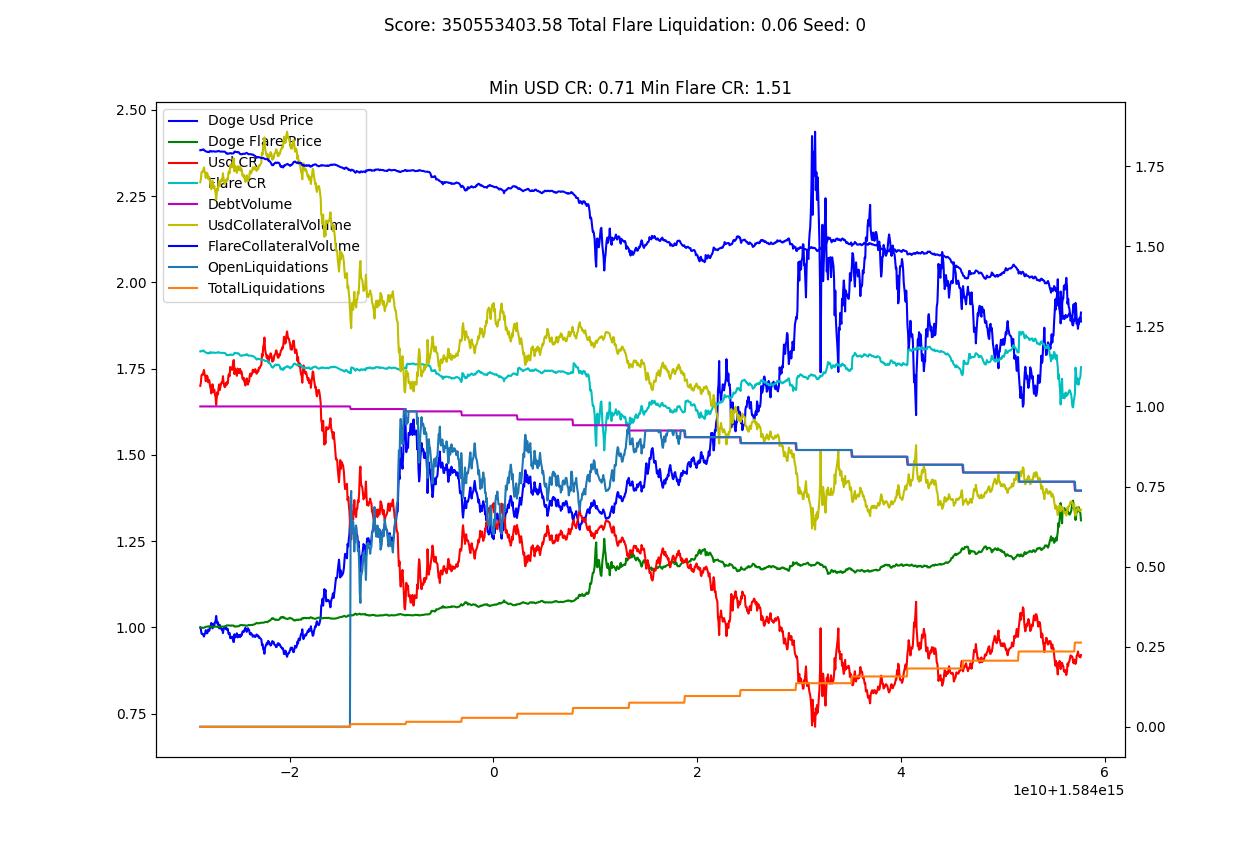 Score: 350553403.58 Total Flare Liquidation: 0.06 Seed: 0
Min USD CR: 0.71 Min Flare CR: 1.51
2.50
2.25
2.00
1.75
1.50
1.25
1.00
0.75
Doge Usd Price
Doge Flare Price
Usd CR
Flare CR
DebtVolume
UsdCollateralVolume
FlareCollateralVolume
OpenLiquidations
TotalLiquidations
1.75
1.50
1.25
1.00
0.75
0.50
0.25
0.00
−2 0 2 4 6
1e10+1.584e15